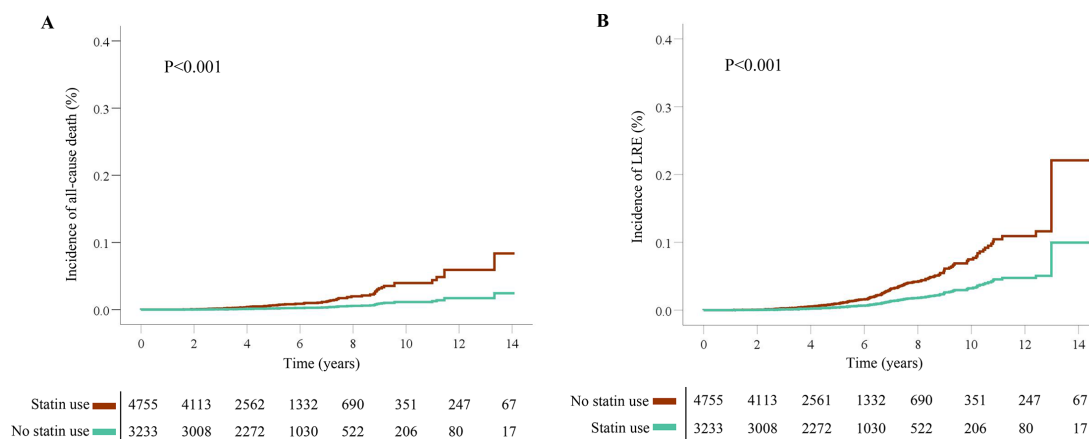 A
Incidence of all-cause death (%)
0.4
0.3
0.2
0.1
0.0
P<0.001
0 2 4 6 8 10 12 14
Time (years)
Statin use 4755 4113 2562 1332 690 351 247 67
No statin use 3233 3008 2272 1030 522 206 80 17
B
Incidence of LRE (%)
0.4
0.3
0.2
0.1
0.0
P<0.001
0 2 4 6 8 10 12 14
Time (years)
No statin use 4755 4113 2561 1332 690 351 247 67
Statin use 3233 3008 2272 1030 522 206 80 17